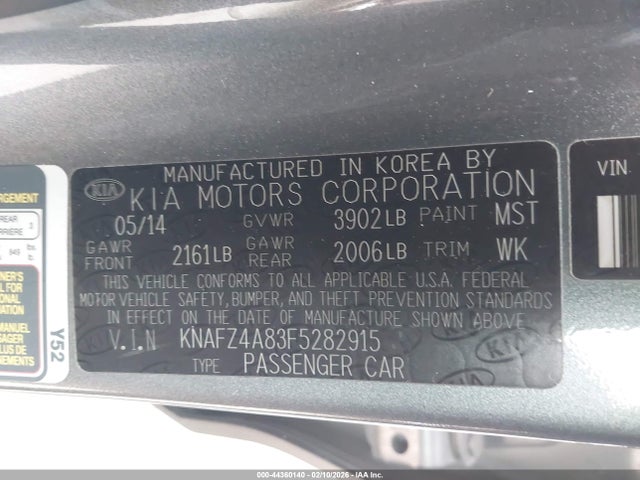 MANUFACTURED IN KOREA BY
KIA KIA MOTORS CORPORATION
05/14 GVWR 3902LB PAINT MST
GAWR FRONT 2161LB GAWR REAR 2006LB TRIM WK
THIS VEHICLE CONFORMS TO ALL APPLICABLE U.S.A. FEDERAL
MOTOR VEHICLE SAFETY, BUMPER, AND THEFT PREVENTION STANDARDS
IN EFFECT ON THE DATE OF MANUFACTURE SHOWN ABOVE.
V.I.N KNAFZ4A83F5282915
TYPE PASSENGER CAR
VIN
Y52
REAR
000-44360140 - 02/10/2026 - IAA, Inc.